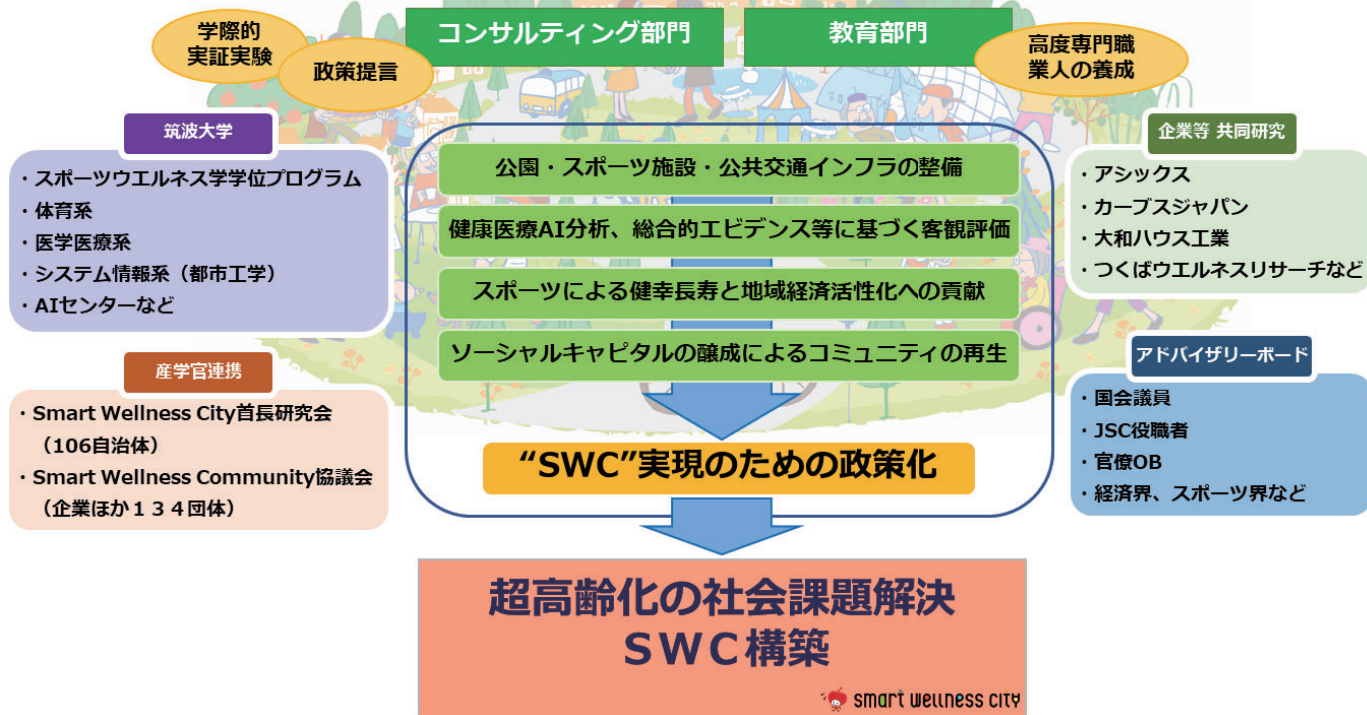 学際的
実証実験
政策提言
コンサルティング部門
教育部門
高度専門職
業人の養成
筑波大学
・スポーツウエルネス学学位プログラム
・体育系
・医学医療系
・システム情報系（都市工学）
・AIセンターなど
産学官連携
・Smart Wellness City首長研究会
（106自治体）
・Smart Wellness Community協議会
（企業ほか１３４団体）
公園・スポーツ施設・公共交通インフラの整備
健康医療AI分析、総合的エビデンス等に基づく客観評価
スポーツによる健幸長寿と地域経済活性化への貢献
ソーシャルキャピタルの醸成によるコミュニティの再生
“SWC”実現のための政策化
企業等 共同研究
・アシックス
・カーブスジャパン
・大和ハウス工業
・つくばウエルネスリサーチなど
アドバイザリーボード
・国会議員
・JSC役職者
・官僚OB
・経済界、スポーツ界など
超高齢化の社会課題解決
ＳＷＣ構築
smart wellness city